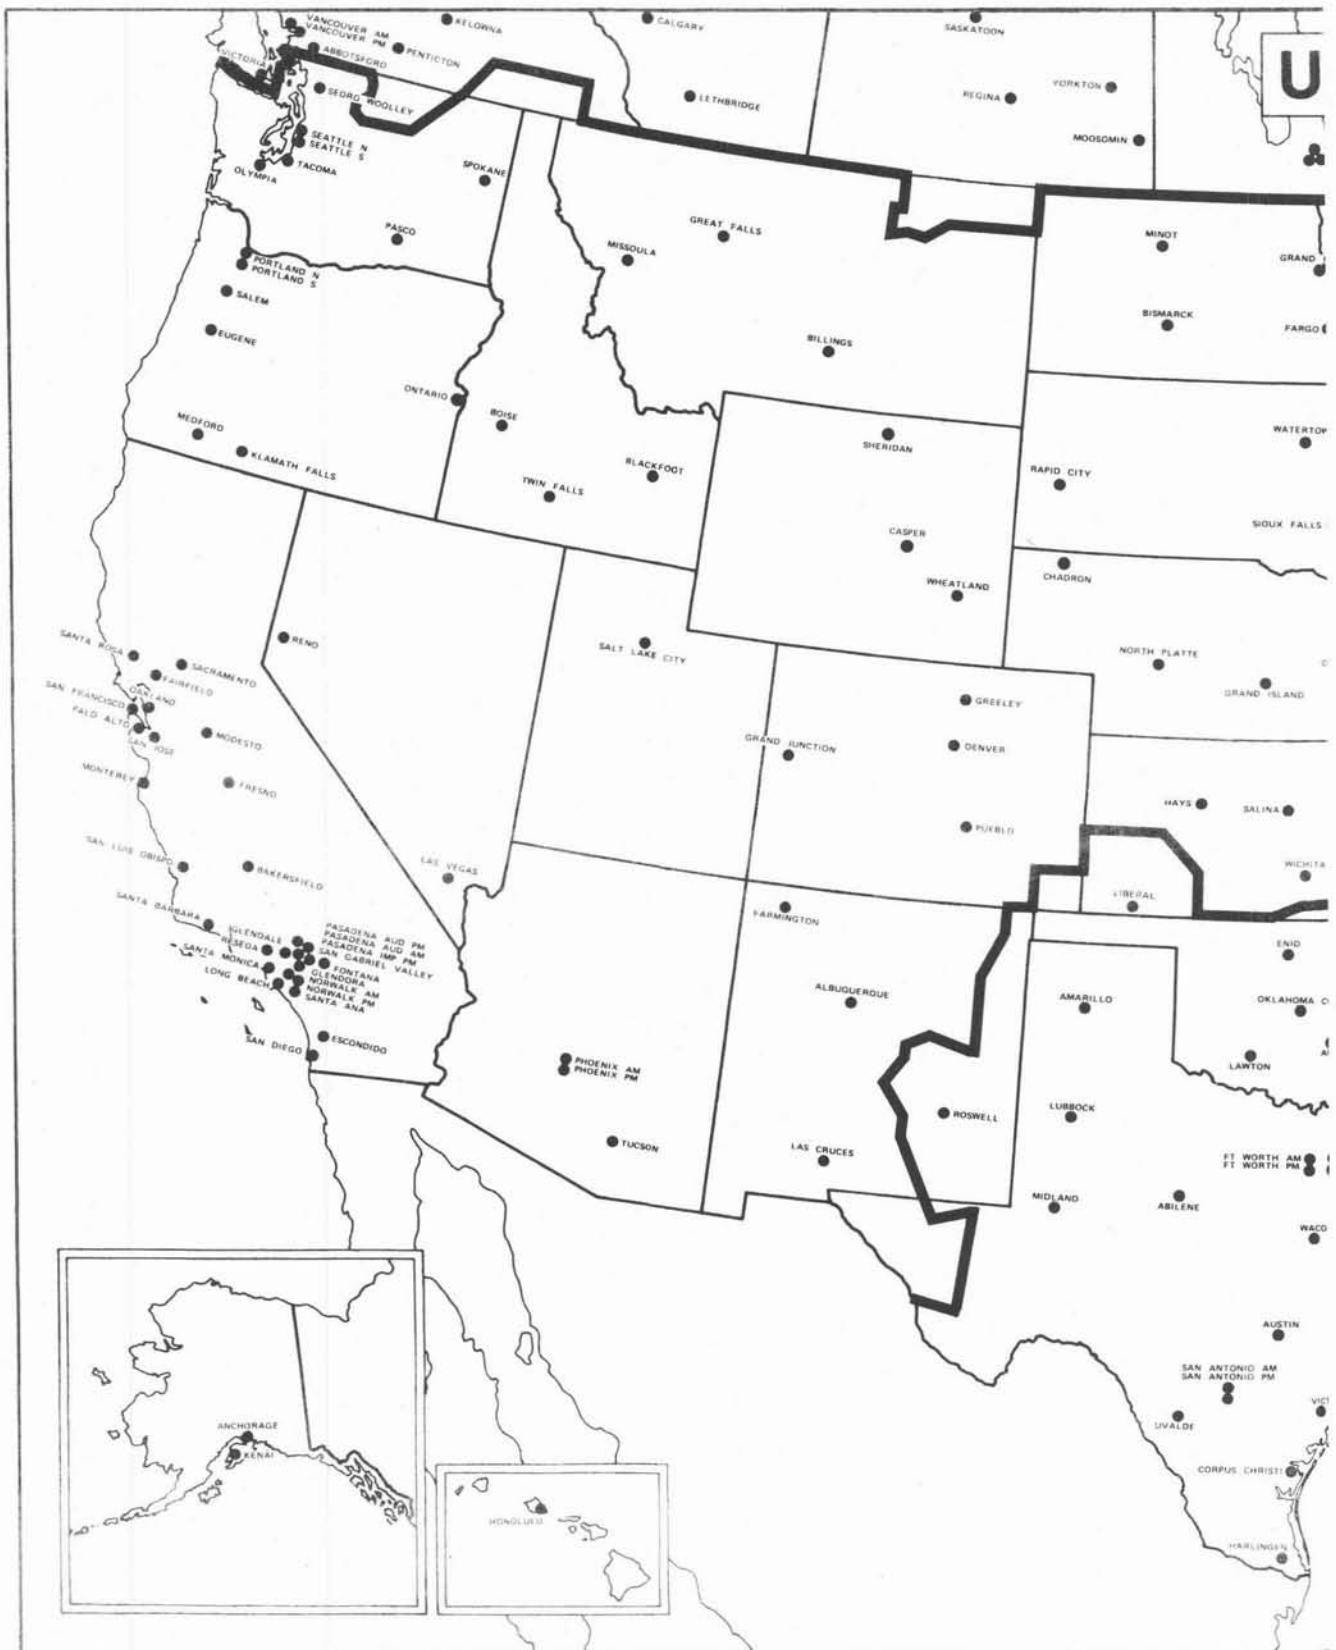 VANCOUVER AM
VANCOUVER PM
KELOWNA
CALGARY
SASKATOON
U
VICTORIA
ABBOTSFORD
PENTICTON
SEDRO WOOLLEY
LETHBRIDGE
REGINA
YORKTON
MOOSOMIN
SEATTLE N
SEATTLE S
TACOMA
OLYMPIA
SPOKANE
PASCO
GREAT FALLS
MISSOULA
MINOT
GRAND
PORTLAND N
PORTLAND S
SALEM
EUGENE
BISMARCK
FARGO
BILLINGS
ONTARIO
BOISE
MEDFORD
KLAMATH FALLS
SHERIDAN
WATERTOW
BLACKFOOT
TWIN FALLS
RAPID CITY
CASPER
SIOUX FALLS
WHEATLAND
CHADRON
SANTA ROSA
SACRAMENTO
FAIRFIELD
RENO
SALT LAKE CITY
NORTH PLATTE
GRAND ISLAND
SAN FRANCISCO
OAKLAND
PALO ALTO
SAN JOSE
MODESTO
GREELEY
DENVER
GRAND JUNCTION
MONTEREY
FRESNO
HAYS
SALINA
PUEBLO
SAN LUIS OBISPO
BAKERSFIELD
LAS VEGAS
WICHITA
LIBERAL
SANTA BARBARA
FARMINGTON
GLENDALE
RESEDA
SANTA MONICA
LONG BEACH
PASADENA AUD PM
PASADENA AUD AM
PASADENA IMP PM
SAN GABRIEL VALLEY
FONTANA
GLENDORA
NORWALK AM
NORWALK PM
SANTA ANA
ENID
ALBUQUERQUE
AMARILLO
OKLAHOMA C
ESCONDIDO
SAN DIEGO
PHOENIX AM
PHOENIX PM
LAWTON
A
ROSWELL
LUBBOCK
TUCSON
LAS CRUCES
FT WORTH AM
FT WORTH PM
MIDLAND
ABILENE
WACO
AUSTIN
SAN ANTONIO AM
SAN ANTONIO PM
UVALDE
VICT
ANCHORAGE
KENAI
CORPUS CHRISTI
HONOLULU
HARLINGEN